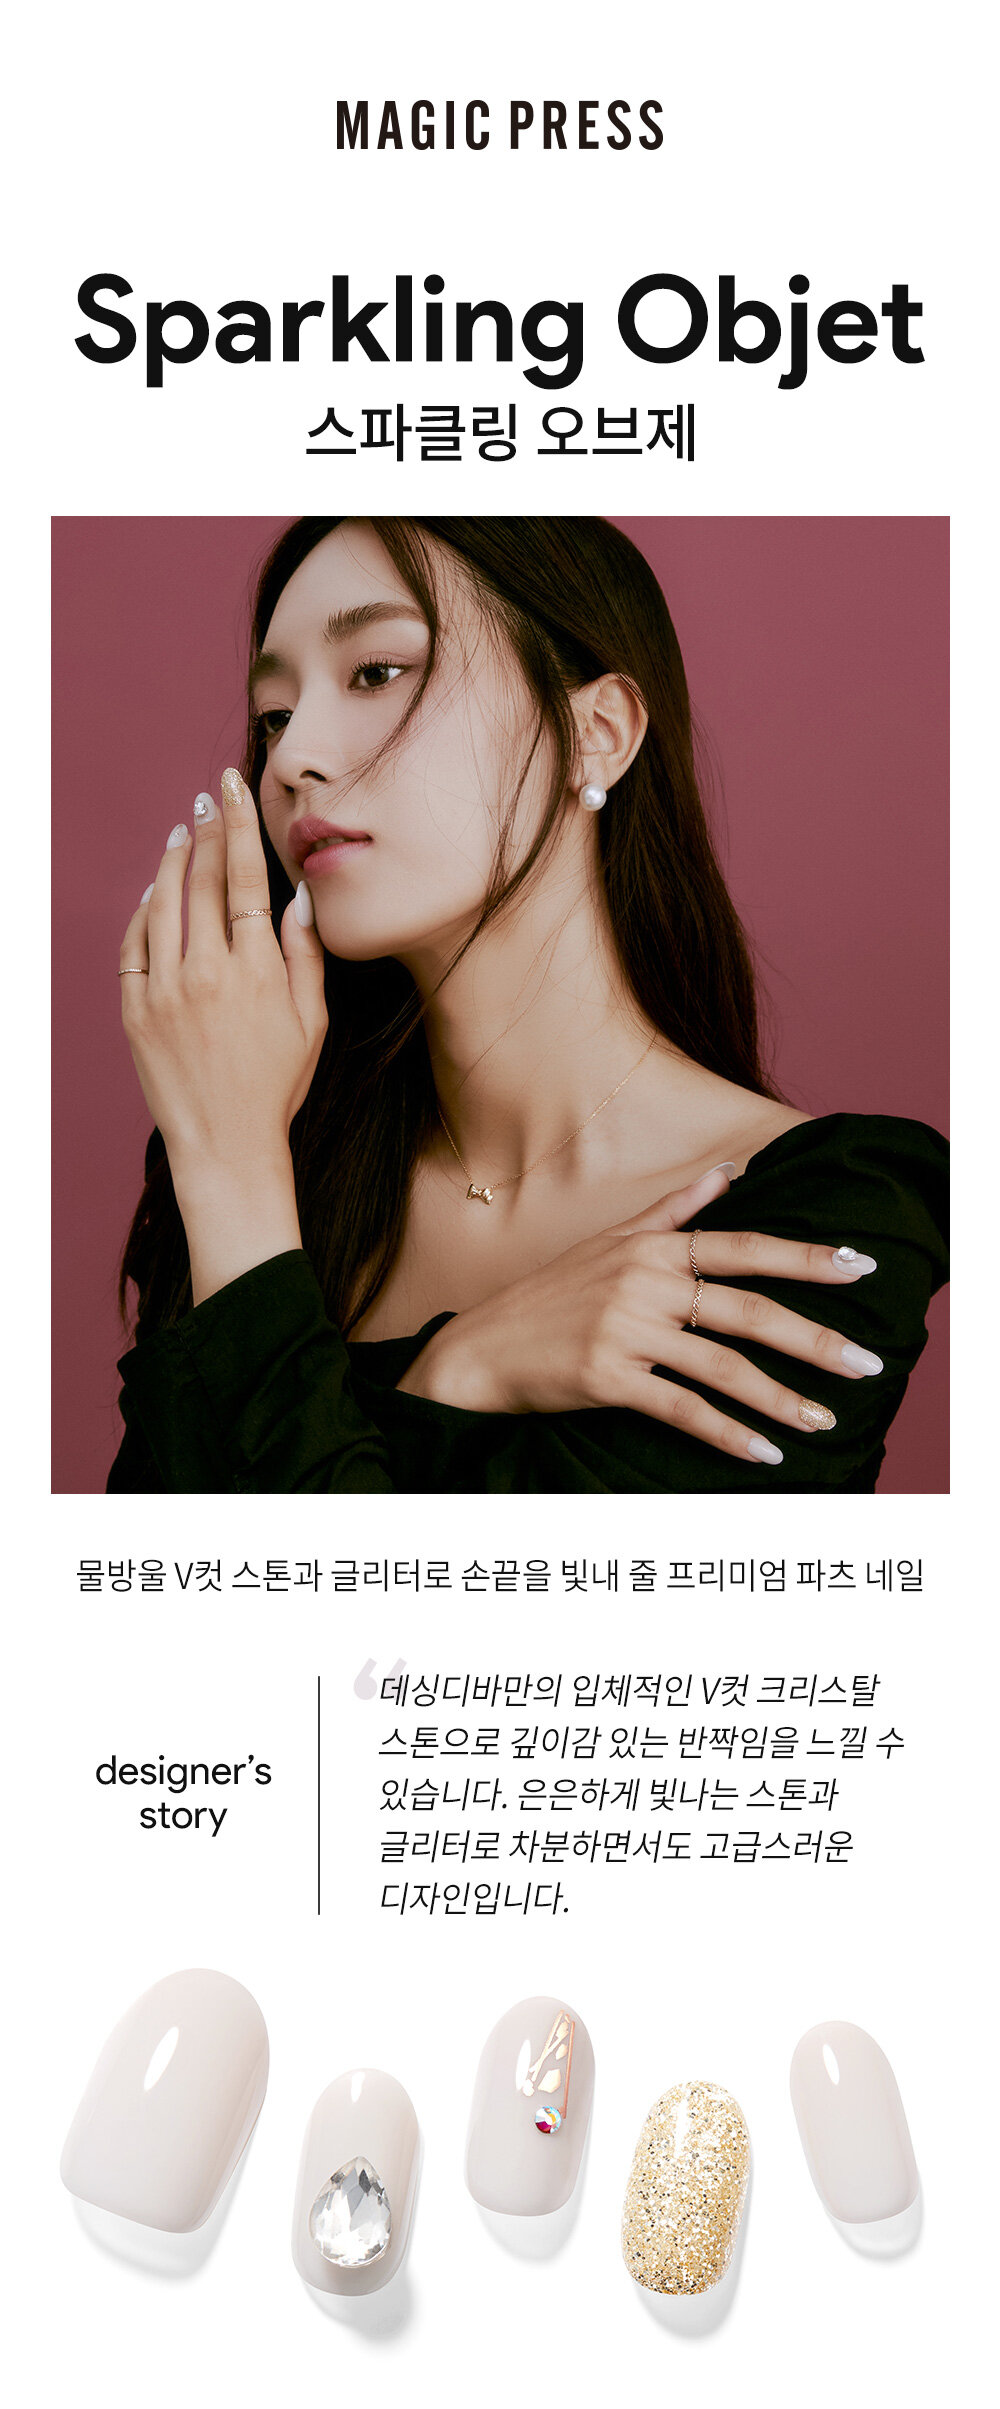 MAGIC PRESS
Sparkling Objet
스파클링 오브제
물방울 V컷 스톤과 글리터로 손끝을 빛내 줄 프리미엄 파츠 네일
designer’s
story
“
데싱디바만의 입체적인 V컷 크리스탈
스톤으로 깊이감 있는 반짝임을 느낄 수
있습니다. 은은하게 빛나는 스톤과
글리터로 차분하면서도 고급스러운
디자인입니다.